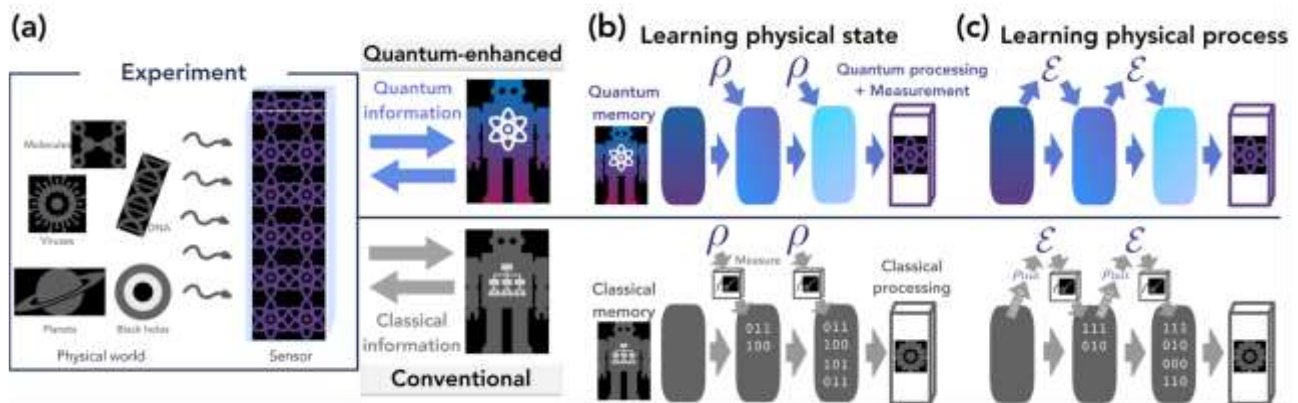 (a)
Experiment
Molecules
Viruses
DNA
Planets
Black holes
Physical world
Sensor
Quantum-enhanced
Quantum
information
Classical
information
Conventional
(b) Learning physical state
Quantum
memory
ρ
ρ
Quantum processing
+ Measurement
Classical
memory
ρ
Measure
ρ
011
100
011
100
101
011
Classical
processing
(c) Learning physical process
ℰ
ℰ
ℰ
ℰ
111
010
111
010
000
110